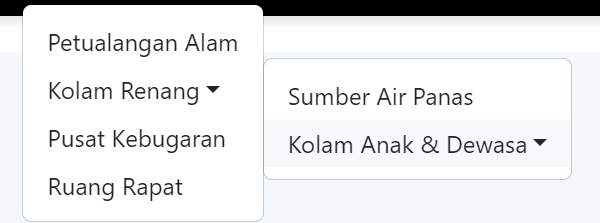 Petualangan Alam
Kolam Renang
Pusat Kebugaran
Ruang Rapat
Sumber Air Panas
Kolam Anak & Dewasa